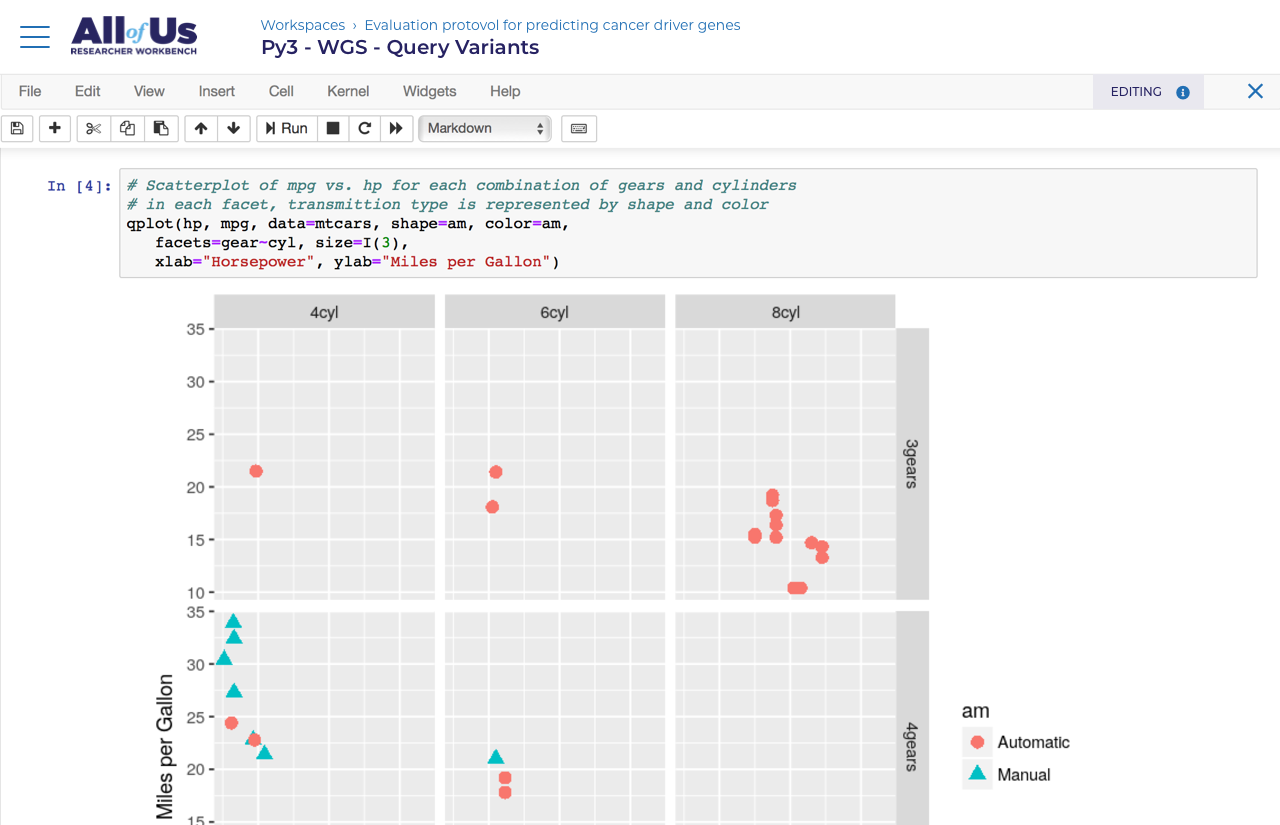 All of Us
RESEARCHER WORKBENCH
Workspaces › Evaluation protovol for predicting cancer driver genes
Py3 - WGS - Query Variants
File Edit View Insert Cell Kernel Widgets Help EDITING
Run Markdown
In [4]:
# Scatterplot of mpg vs. hp for each combination of gears and cylinders
# in each facet, transmittion type is represented by shape and color
qplot(hp, mpg, data=mtcars, shape=am, color=am,
facets=gear~cyl, size=I(3),
xlab="Horsepower", ylab="Miles per Gallon")
4cyl 6cyl 8cyl
35
30
25
20
15
10
3gears
35
30
25
20
15
Miles per Gallon
4gears
am
Automatic
Manual